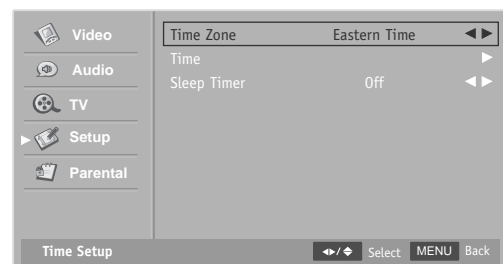 Video
Audio
TV
Setup
Parental
Time Zone Eastern Time
Time
Sleep Timer Off
Time Setup Select MENU Back